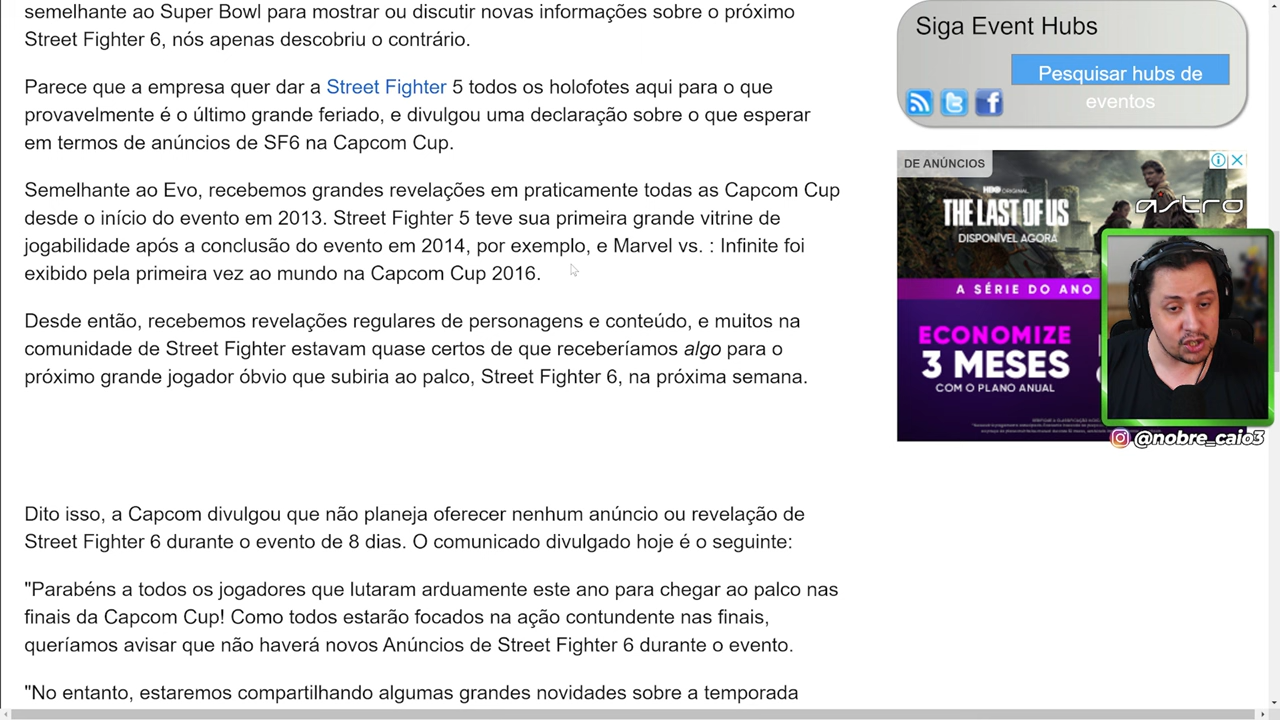 semelhante ao Super Bowl para mostrar ou discutir novas informações sobre o próximo
Street Fighter 6, nós apenas descobriu o contrário.
Parece que a empresa quer dar a Street Fighter 5 todos os holofotes aqui para o que
provavelmente é o último grande feriado, e divulgou uma declaração sobre o que esperar
em termos de anúncios de SF6 na Capcom Cup.
Semelhante ao Evo, recebemos grandes revelações em praticamente todas as Capcom Cup
desde o início do evento em 2013. Street Fighter 5 teve sua primeira grande vitrine de
jogabilidade após a conclusão do evento em 2014, por exemplo, e Marvel vs. : Infinite foi
exibido pela primeira vez ao mundo na Capcom Cup 2016.
Desde então, recebemos revelações regulares de personagens e conteúdo, e muitos na
comunidade de Street Fighter estavam quase certos de que receberíamos algo para o
próximo grande jogador óbvio que subiria ao palco, Street Fighter 6, na próxima semana.
Dito isso, a Capcom divulgou que não planeja oferecer nenhum anúncio ou revelação de
Street Fighter 6 durante o evento de 8 dias. O comunicado divulgado hoje é o seguinte:
"Parabéns a todos os jogadores que lutaram arduamente este ano para chegar ao palco nas
finais da Capcom Cup! Como todos estarão focados na ação contundente nas finais,
queríamos avisar que não haverá novos Anúncios de Street Fighter 6 durante o evento.
"No entanto, estaremos compartilhando algumas grandes novidades sobre a temporada
Siga Event Hubs
Pesquisar hubs de
eventos
DE ANÚNCIOS
HBO ORIGINAL
THE LAST OF US
DISPONÍVEL AGORA
astro
A SÉRIE DO ANO
ECONOMIZE
3 MESES
COM O PLANO ANUAL
@nobre_caio3